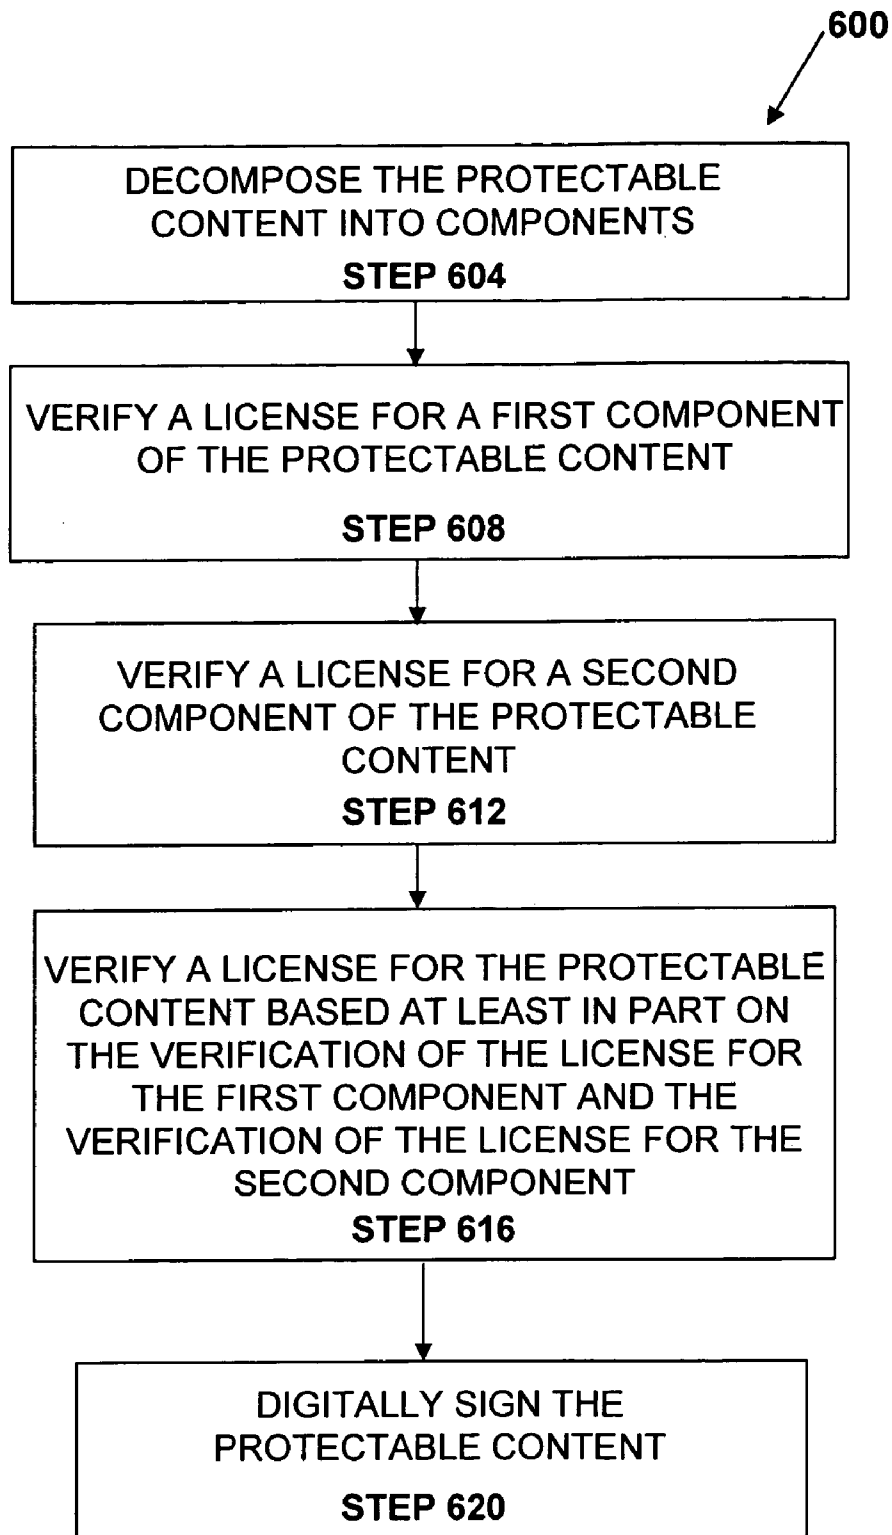 600
DECOMPOSE THE PROTECTABLE
CONTENT INTO COMPONENTS
STEP 604
VERIFY A LICENSE FOR A FIRST COMPONENT
OF THE PROTECTABLE CONTENT
STEP 608
VERIFY A LICENSE FOR A SECOND
COMPONENT OF THE PROTECTABLE
CONTENT
STEP 612
VERIFY A LICENSE FOR THE PROTECTABLE
CONTENT BASED AT LEAST IN PART ON
THE VERIFICATION OF THE LICENSE FOR
THE FIRST COMPONENT AND THE
VERIFICATION OF THE LICENSE FOR THE
SECOND COMPONENT
STEP 616
DIGITALLY SIGN THE
PROTECTABLE CONTENT
STEP 620